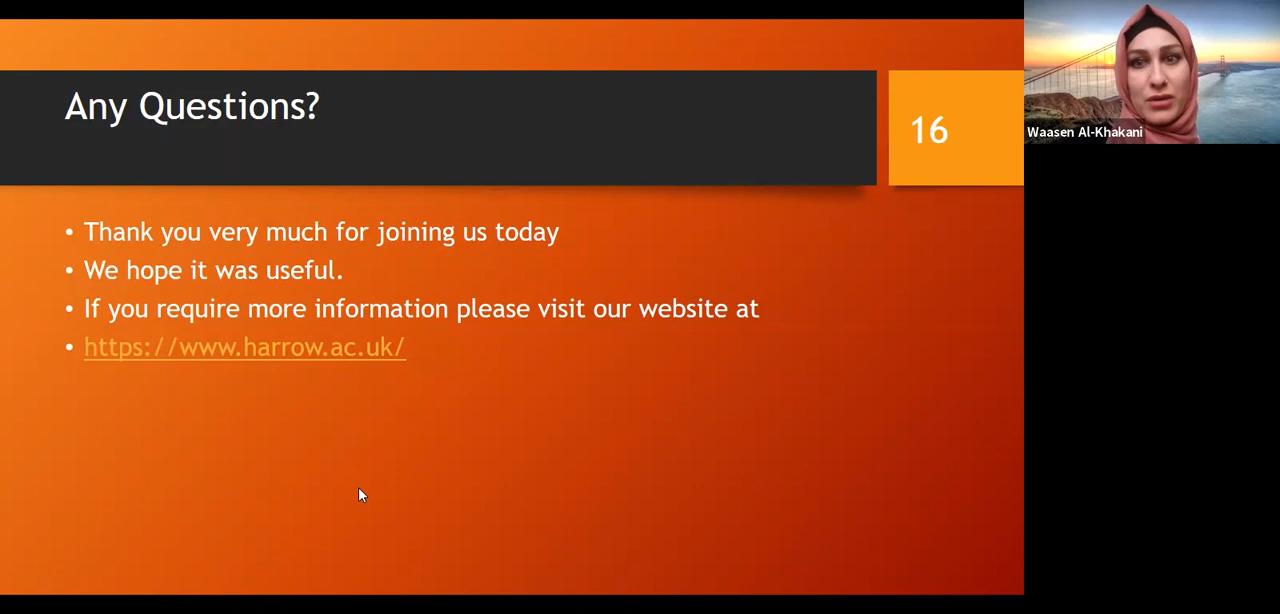 Any Questions?
16
• Thank you very much for joining us today
• We hope it was useful.
• If you require more information please visit our website at
• https://www.harrow.ac.uk/
Waasen Al-Khakani